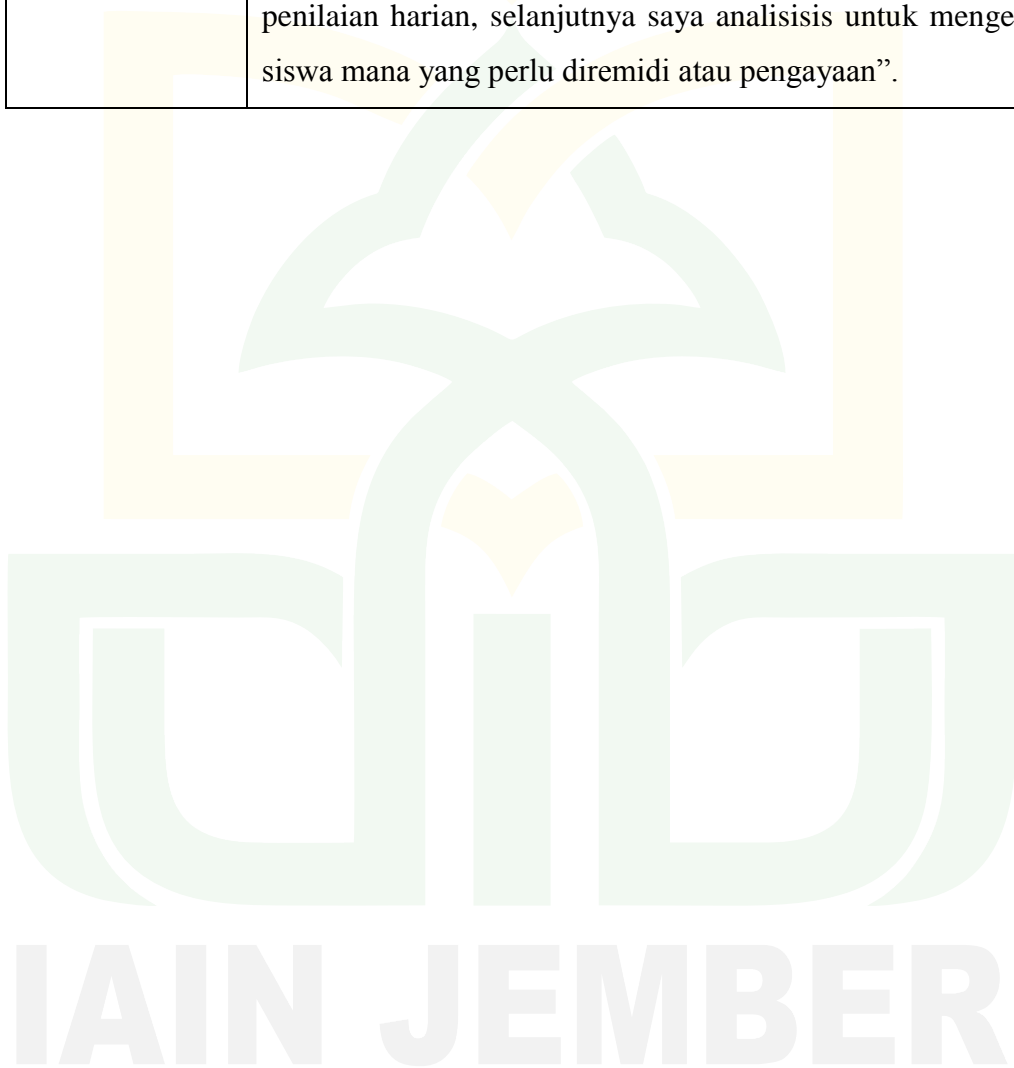 penilaian harian, selanjutnya saya analisisis untuk menge
siswa mana yang perlu diremidi atau pengayaan”.
IAIN JEMBER